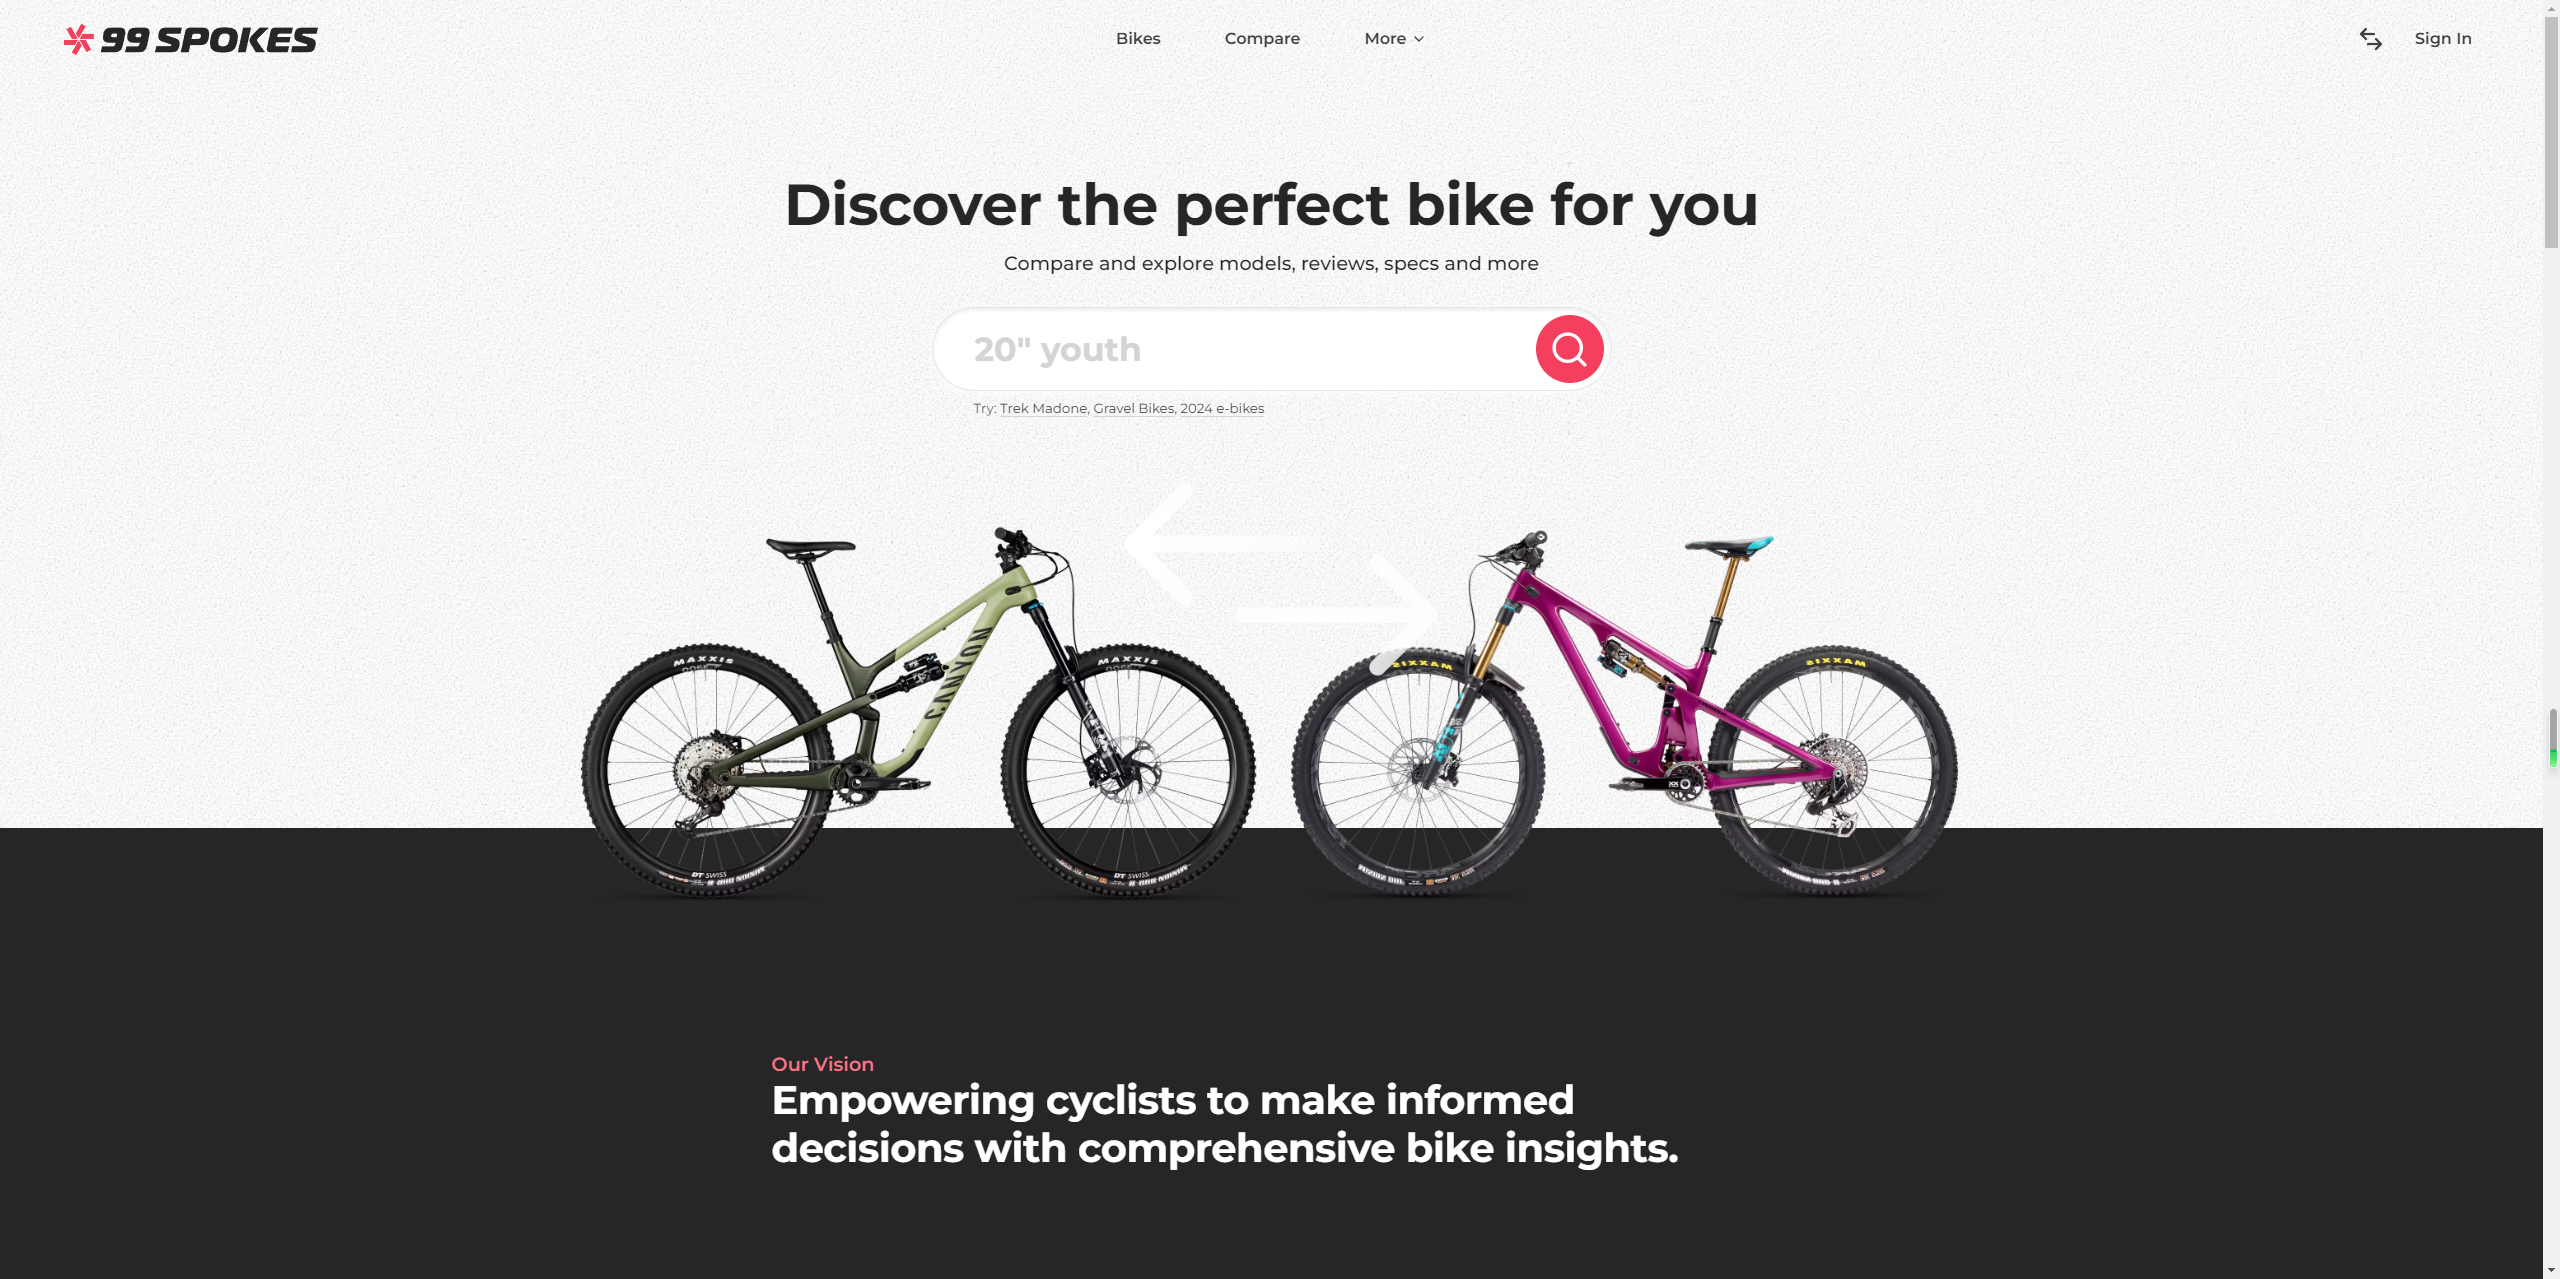 99 SPOKES
Bikes
Compare
More
Sign In
Discover the perfect bike for you
Compare and explore models, reviews, specs and more
20" youth
Try: Trek Madone, Gravel Bikes, 2024 e-bikes
CANYON
MAXXIS
MAXXIS
MAXXIS
MAXXIS
DT SWISS
DT SWISS
Our Vision
Empowering cyclists to make informed
decisions with comprehensive bike insights.